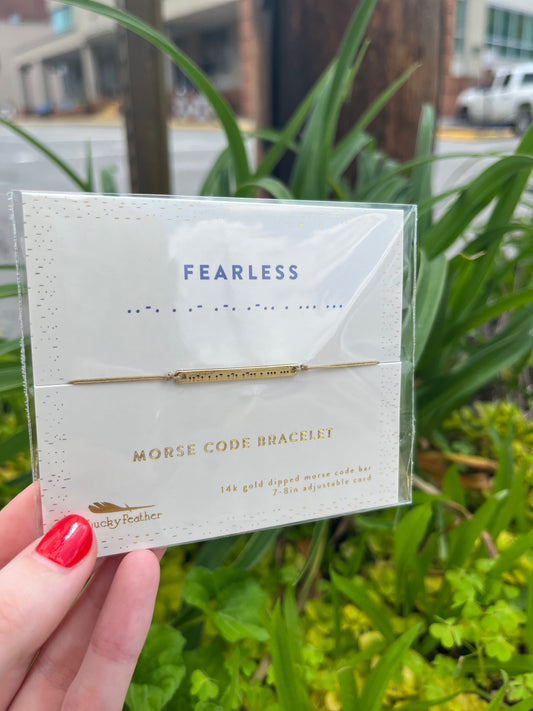 FEARLESS
..-. . .- .-. .-.. . ... ...
MORSE CODE BRACELET
14k gold dipped morse code bar
7-8in adjustable cord
lucky feather